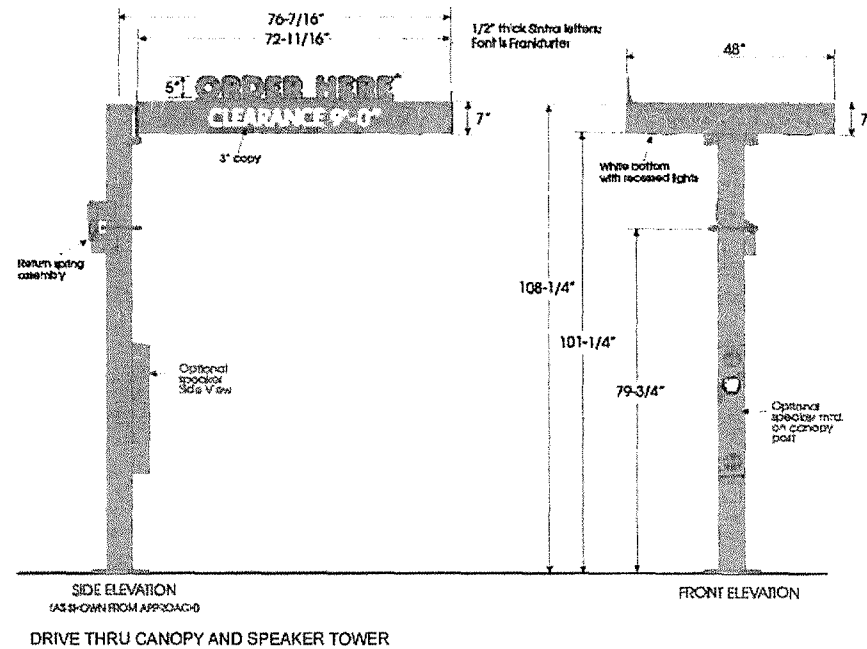 76-7/16"
72-11/16"
1/2" thick Sintra letters
Font is Frankfurter
48"
5"
ORDER HERE
CLEARANCE 9'-0"
7"
7"
3" copy
White bottom
with recessed lights
Return spring
assembly
108-1/4"
101-1/4"
79-3/4"
Optional
speaker
Side View
Optional
speaker mtd.
on canopy
post
SIDE ELEVATION
(AS SHOWN FROM APPROACH)
FRONT ELEVATION
DRIVE THRU CANOPY AND SPEAKER TOWER